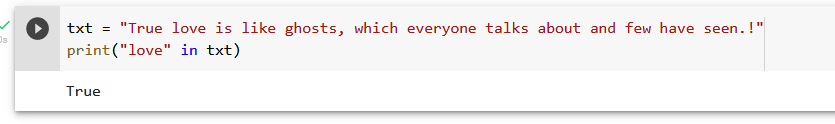 txt = "True love is like ghosts, which everyone talks about and few have seen.!"
print("love" in txt)
True